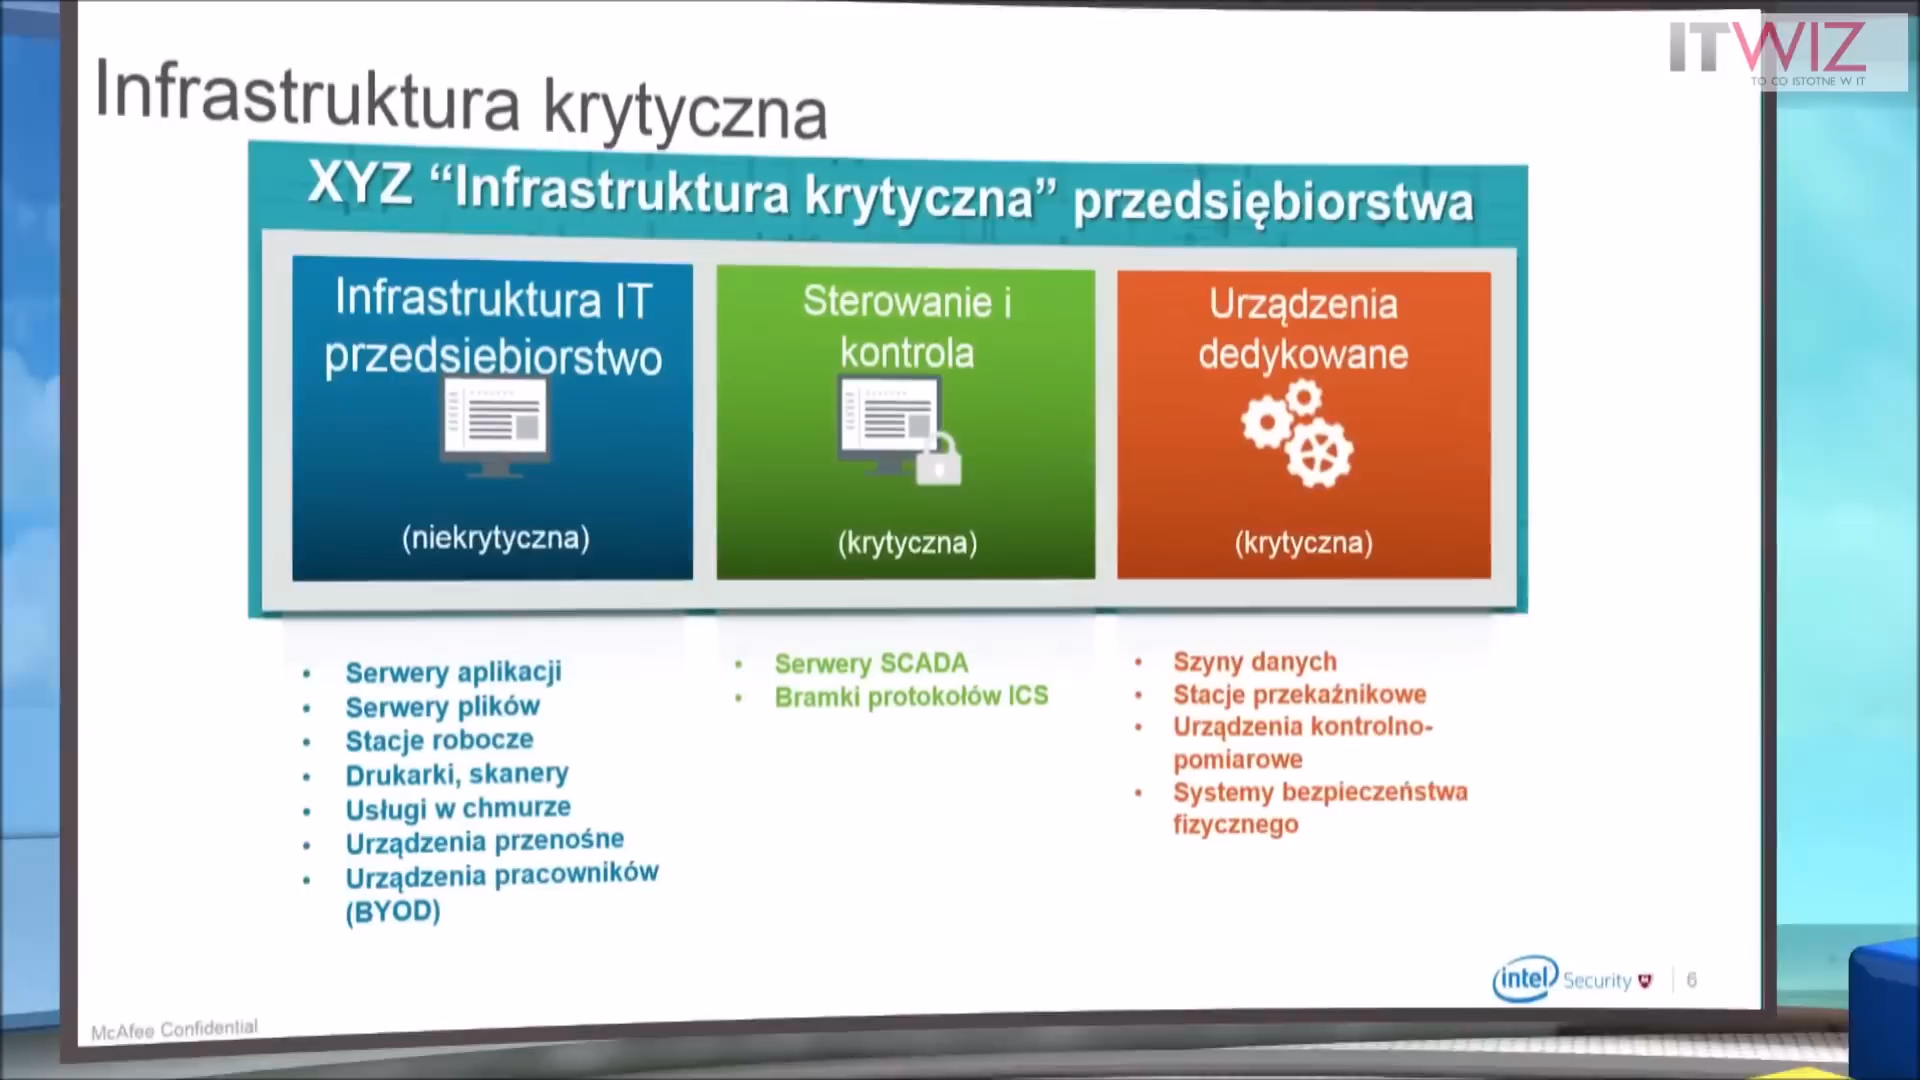 ITWIZ
TO CO ISTOTNE W IT
Infrastruktura krytyczna
XYZ “Infrastruktura krytyczna” przedsiębiorstwa
Infrastruktura IT
przedsiebiorstwo
(niekrytyczna)
Sterowanie i
kontrola
(krytyczna)
Urządzenia
dedykowane
(krytyczna)
• Serwery aplikacji
• Serwery plików
• Stacje robocze
• Drukarki, skanery
• Usługi w chmurze
• Urządzenia przenośne
• Urządzenia pracowników
(BYOD)
• Serwery SCADA
• Bramki protokołów ICS
• Szyny danych
• Stacje przekaźnikowe
• Urządzenia kontrolno-
pomiarowe
• Systemy bezpieczeństwa
fizycznego
intel Security
6
McAfee Confidential